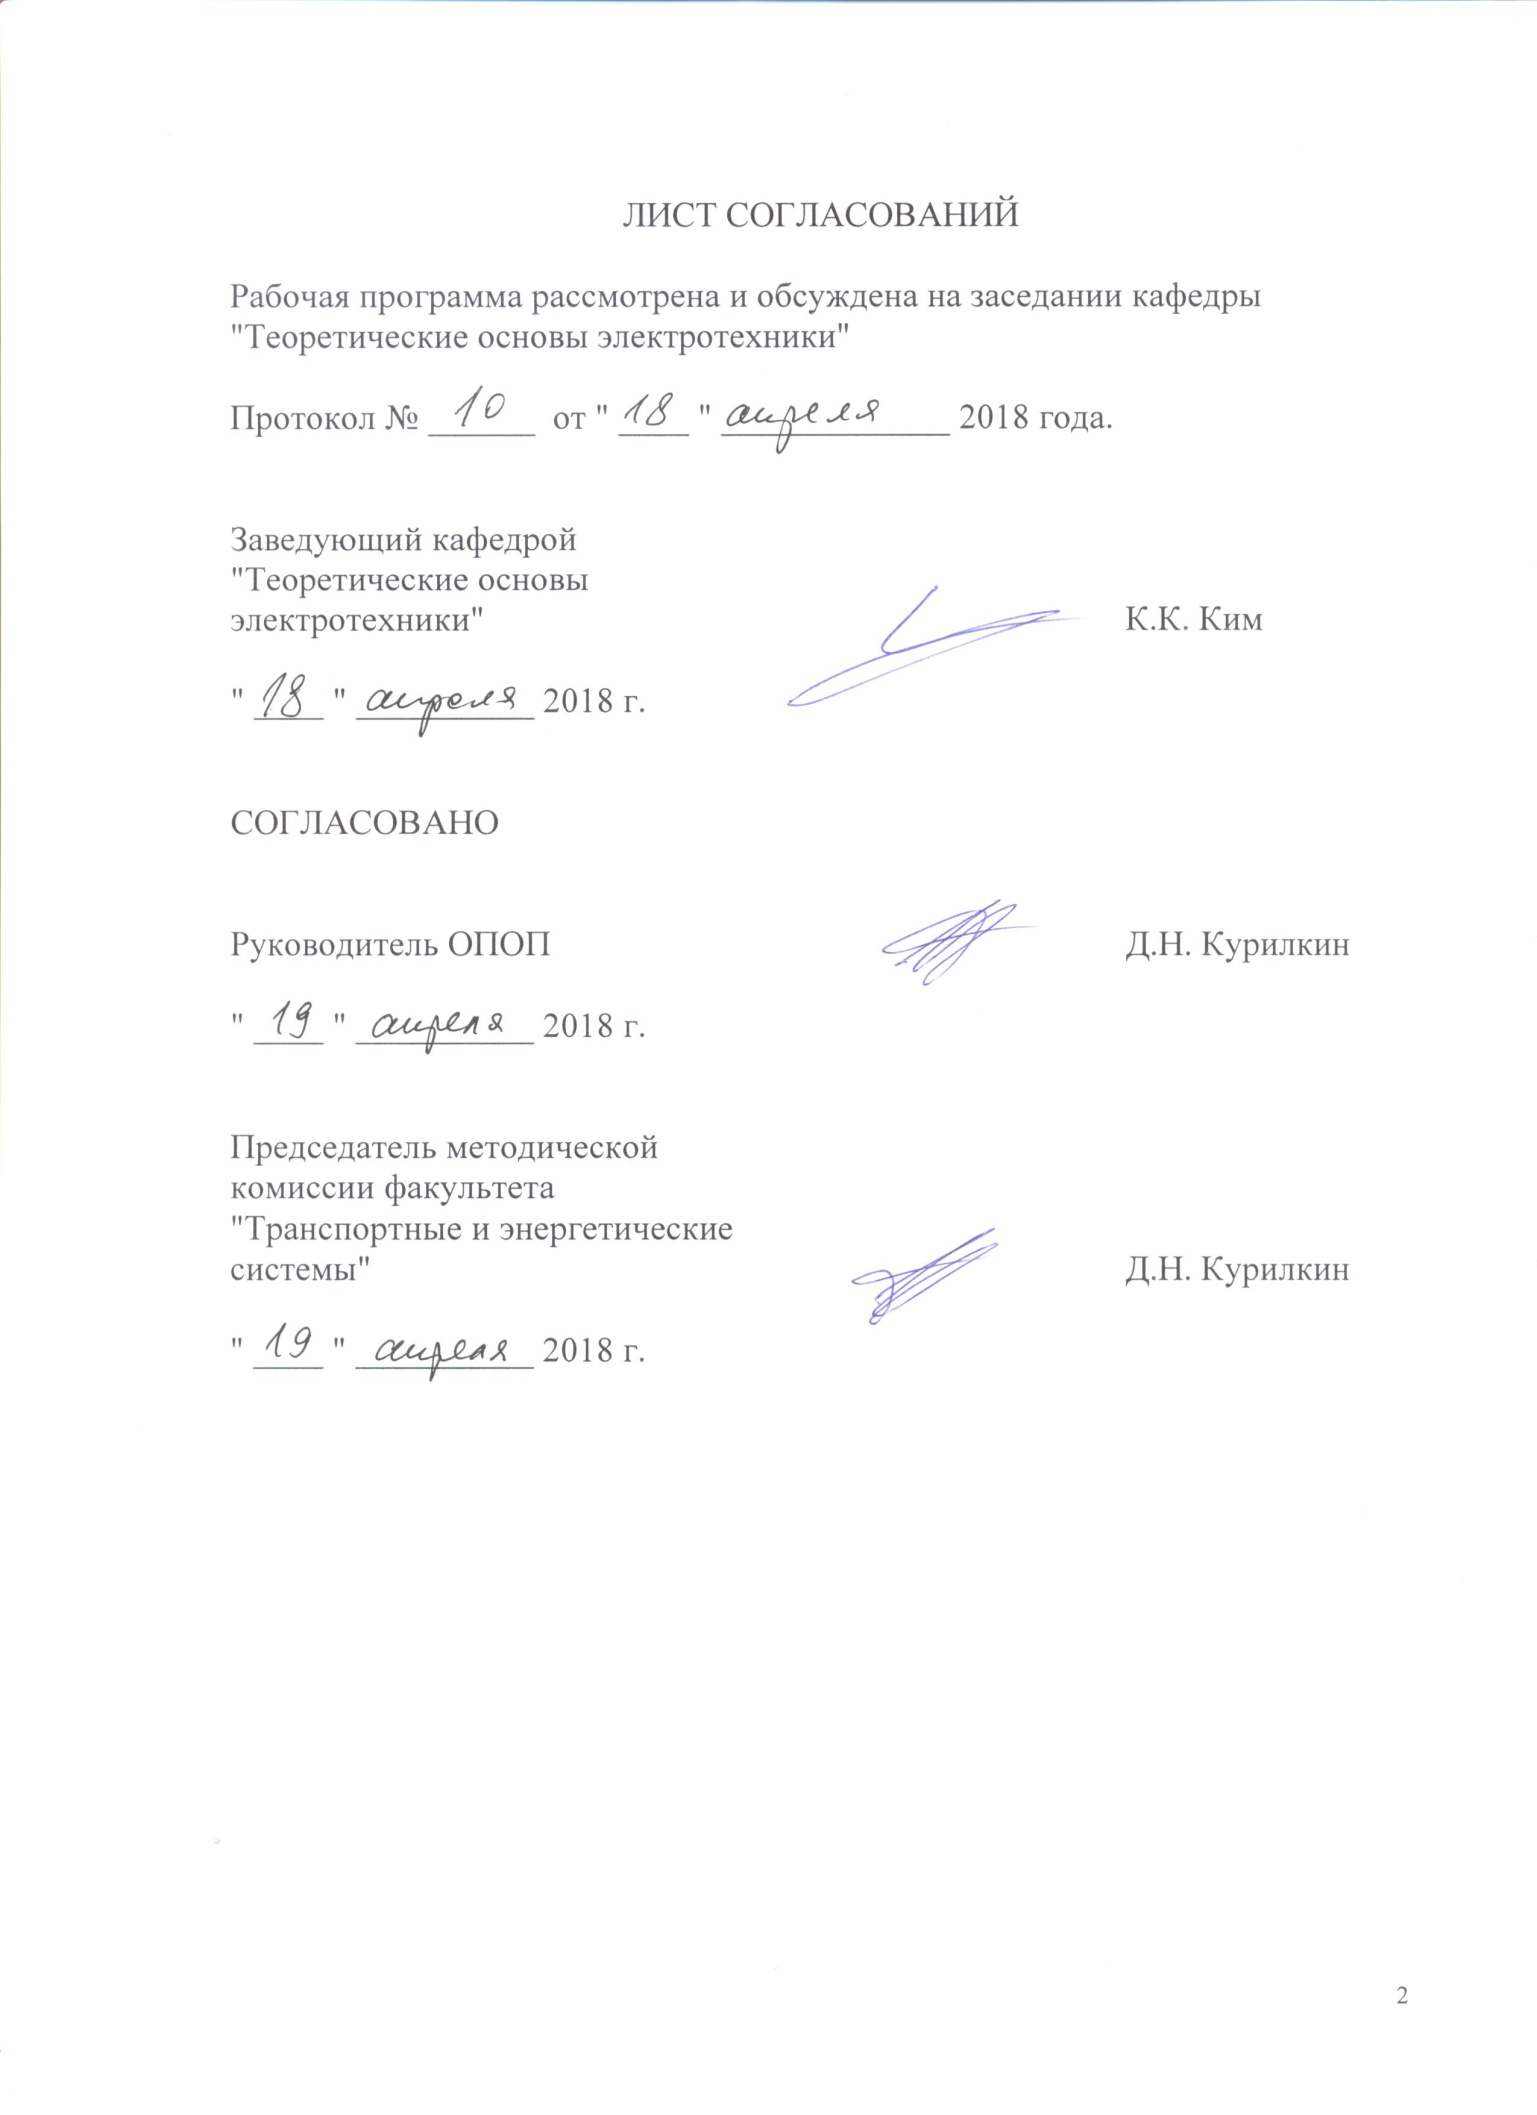 ЛИСТ СОГЛАСОВАНИЙ
Рабочая программа рассмотрена и обсуждена на заседании кафедры
"Теоретические основы электротехники"
Протокол № 10 от " 18 " апреля 2018 года.
Заведующий кафедрой
"Теоретические основы
электротехники" К.К. Ким
" 18 " апреля 2018 г.
СОГЛАСОВАНО
Руководитель ОПОП Д.Н. Курилкин
" 19 " апреля 2018 г.
Председатель методической
комиссии факультета
"Транспортные и энергетические
системы" Д.Н. Курилкин
" 19 " апреля 2018 г.
2